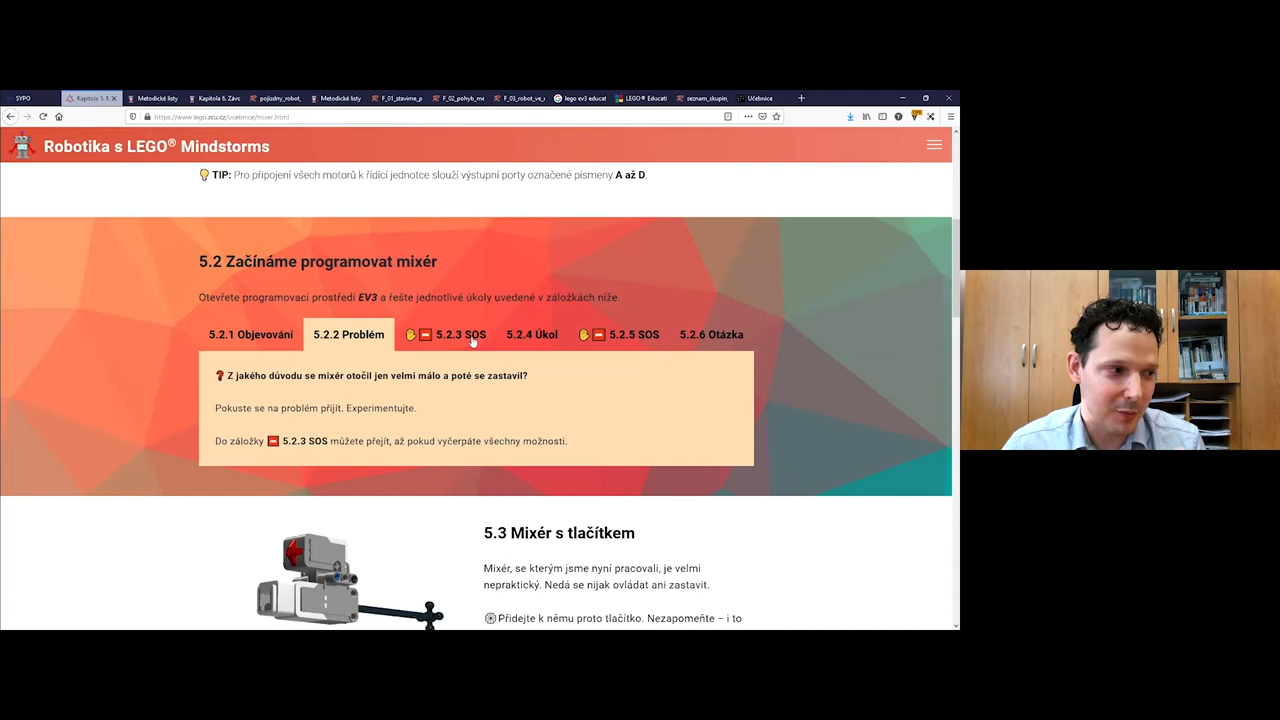 SYPO
Kapitola 5. M
Metodické listy
Kapitola 6. Závo
pojizdny_robot_
Metodické listy
F_01_stavime_p
F_02_pohyb_me
F_03_robot_ve_
lego ev3 educat
LEGO® Educati
seznam_skupin_
Učebnice
https://www.lego.zcu.cz/ucebnice/mixer.html
Robotika s LEGO® Mindstorms
TIP: Pro připojení všech motorů k řídící jednotce slouží výstupní porty označené písmeny A až D.
5.2 Začínáme programovat mixér
Otevřete programovací prostředí EV3 a řešte jednotlivé úkoly uvedené v záložkách níže.
5.2.1 Objevování
5.2.2 Problém
5.2.3 SOS
5.2.4 Úkol
5.2.5 SOS
5.2.6 Otázka
Z jakého důvodu se mixér otočil jen velmi málo a poté se zastavil?
Pokuste se na problém přijít. Experimentujte.
Do záložky 5.2.3 SOS můžete přejít, až pokud vyčerpáte všechny možnosti.
5.3 Mixér s tlačítkem
Mixér, se kterým jsme nyní pracovali, je velmi
nepraktický. Nedá se nijak ovládat ani zastavit.
Přidejte k němu proto tlačítko. Nezapomeňte – i to